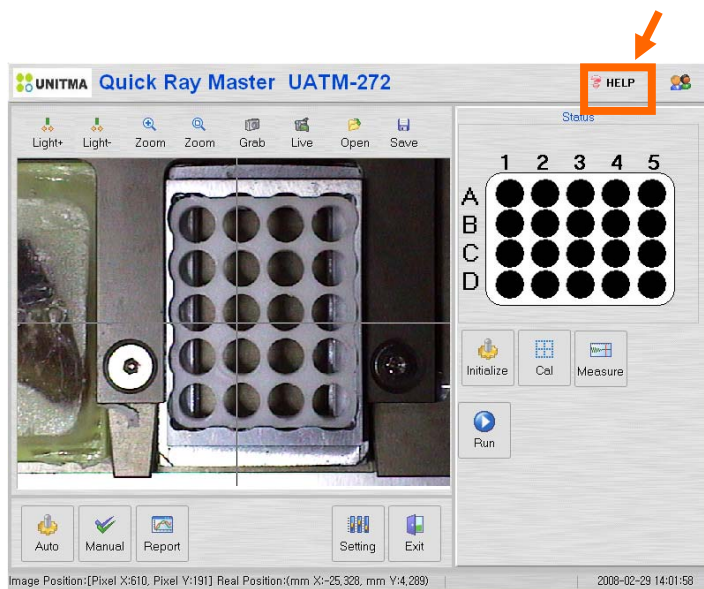 UNITMA Quick Ray Master UATM-272
HELP
Light+ Light- Zoom Zoom Grab Live Open Save
Status
1 2 3 4 5
A
B
C
D
Initialize Cal Measure
Run
Auto Manual Report Setting Exit
Image Position:[Pixel X:610, Pixel Y:191] Real Position:(mm X:-25,328, mm Y:4,289) 2008-02-29 14:01:58